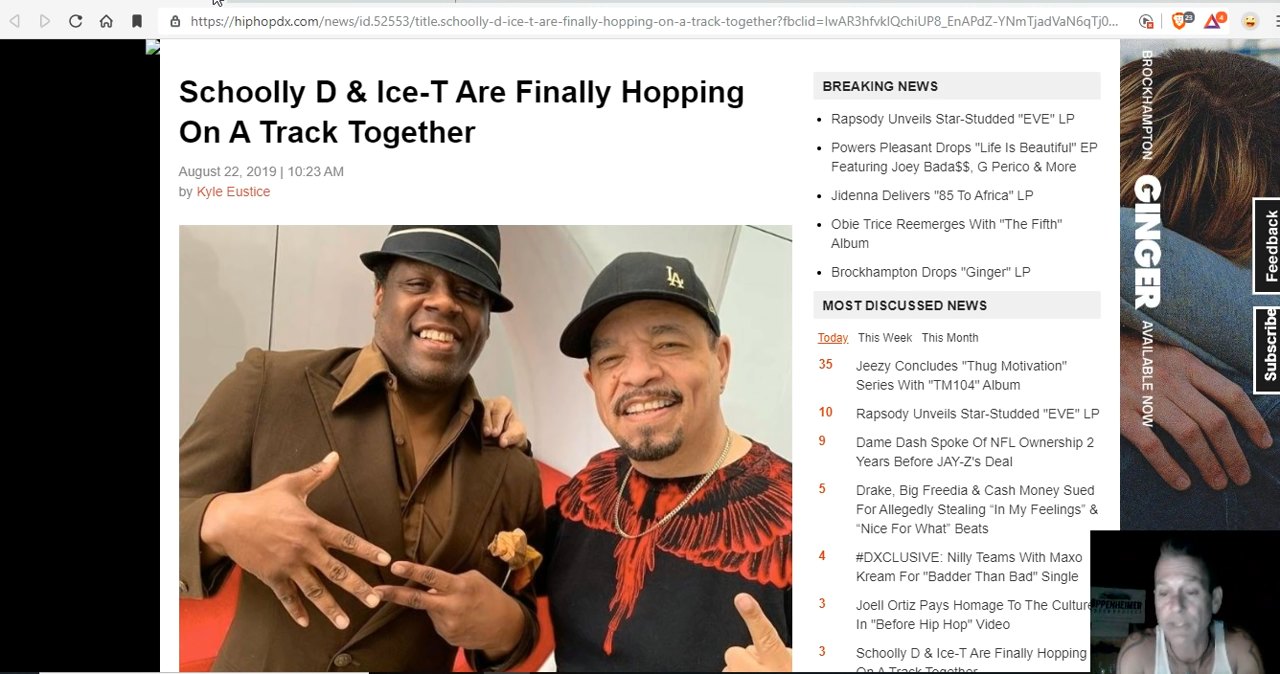 https://hiphopdx.com/news/id.52553/title.schoolly-d-ice-t-are-finally-hopping-on-a-track-together?fbclid=IwAR3hfvklQchiUP8_EnAPdZ-YNmTjadVaN6qTj0...
23
4
Schoolly D & Ice-T Are Finally Hopping
On A Track Together
August 22, 2019 | 10:23 AM
by Kyle Eustice
LA
BREAKING NEWS
Rapsody Unveils Star-Studded "EVE" LP
Powers Pleasant Drops "Life Is Beautiful" EP
Featuring Joey Bada$$, G Perico & More
Jidenna Delivers "85 To Africa" LP
Obie Trice Reemerges With "The Fifth"
Album
Brockhampton Drops "Ginger" LP
MOST DISCUSSED NEWS
Today This Week This Month
35 Jeezy Concludes "Thug Motivation"
Series With "TM104" Album
10 Rapsody Unveils Star-Studded "EVE" LP
9 Dame Dash Spoke Of NFL Ownership 2
Years Before JAY-Z's Deal
5 Drake, Big Freedia & Cash Money Sued
For Allegedly Stealing “In My Feelings” &
“Nice For What” Beats
4 #DXCLUSIVE: Nilly Teams With Maxo
Kream For "Badder Than Bad" Single
3 Joell Ortiz Pays Homage To The Culture
In "Before Hip Hop" Video
3 Schoolly D & Ice-T Are Finally Hopping
On A Track Together
BROCKHAMPTON
GINGER
AVAILABLE NOW
Feedback
Subscribe